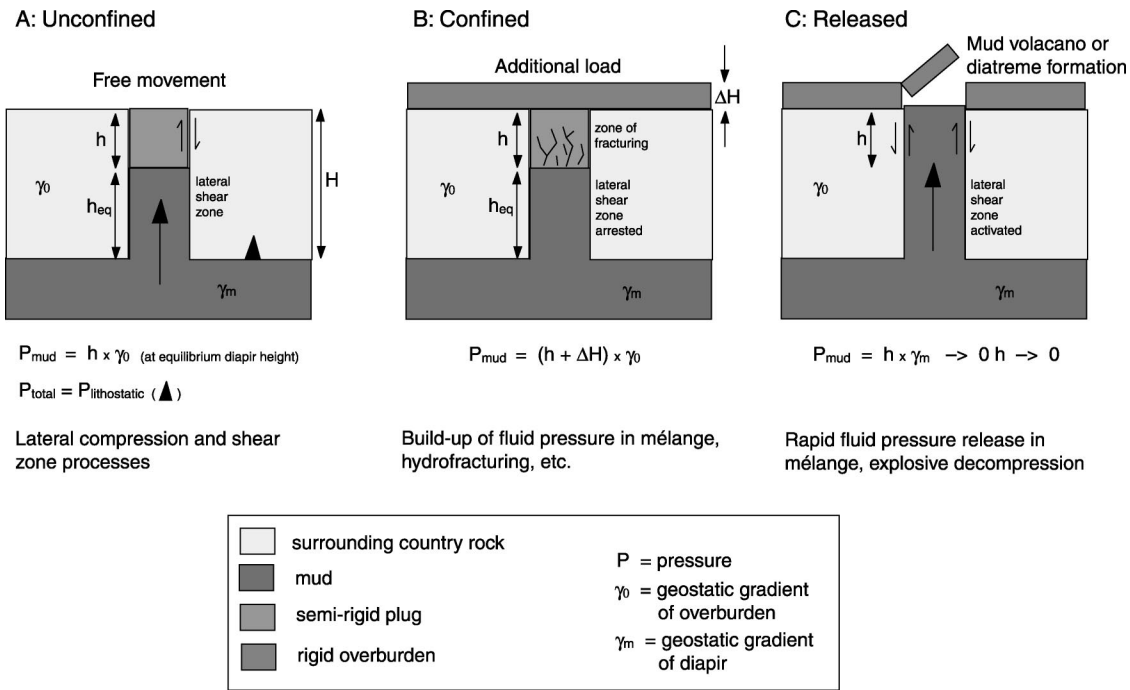 A: Unconfined
B: Confined
C: Released
Free movement
Additional load
Mud volacano or
diatreme formation
ΔH
h
H
γ₀
heq
lateral
shear
zone
γm
h
zone of
fracturing
γ₀
heq
lateral
shear
zone
arrested
γm
h
γ₀
lateral
shear
zone
activated
γm
Pmud = h x γ₀ (at equilibrium diapir height)
Ptotal = Plithostatic (▲)
Pmud = (h + ΔH) x γ₀
Pmud = h x γm -> 0 h -> 0
Lateral compression and shear
zone processes
Build-up of fluid pressure in mélange,
hydrofracturing, etc.
Rapid fluid pressure release in
mélange, explosive decompression
surrounding country rock
mud
semi-rigid plug
rigid overburden
P = pressure
γ₀ = geostatic gradient
of overburden
γm = geostatic gradient
of diapir